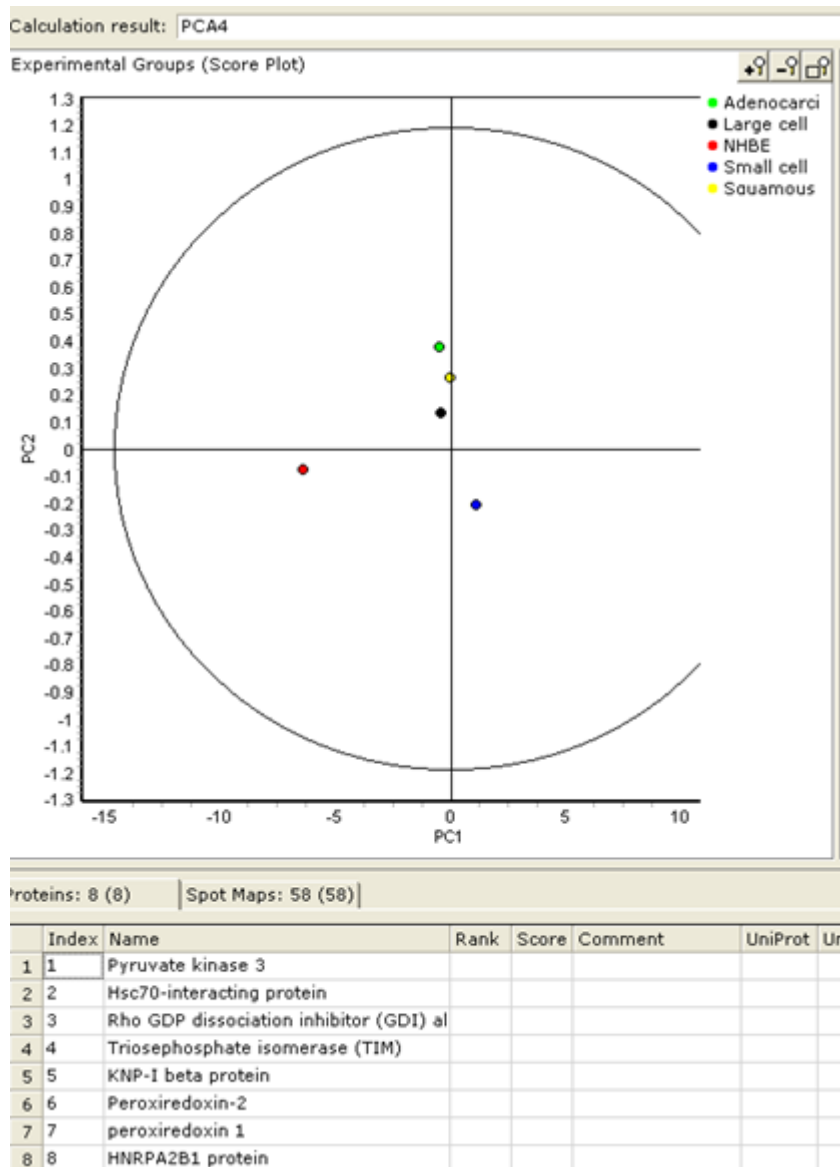 Calculation result: PCA4
Experimental Groups (Score Plot)
Adenocarci
Large cell
NHBE
Small cell
Squamous
1.3
1.2
1.1
1
0.9
0.8
0.7
0.6
0.5
0.4
0.3
0.2
0.1
0
-0.1
-0.2
-0.3
-0.4
-0.5
-0.6
-0.7
-0.8
-0.9
-1
-1.1
-1.2
-1.3
PC2
-15 -10 -5 0 5 10
PC1
roteins: 8 (8) Spot Maps: 58 (58)
Index Name Rank Score Comment UniProt Ur
1 1 Pyruvate kinase 3
2 2 Hsc70-interacting protein
3 3 Rho GDP dissociation inhibitor (GDI) al
4 4 Triosephosphate isomerase (TIM)
5 5 KNP-I beta protein
6 6 Peroxiredoxin-2
7 7 peroxiredoxin 1
8 8 HNRPA2B1 protein